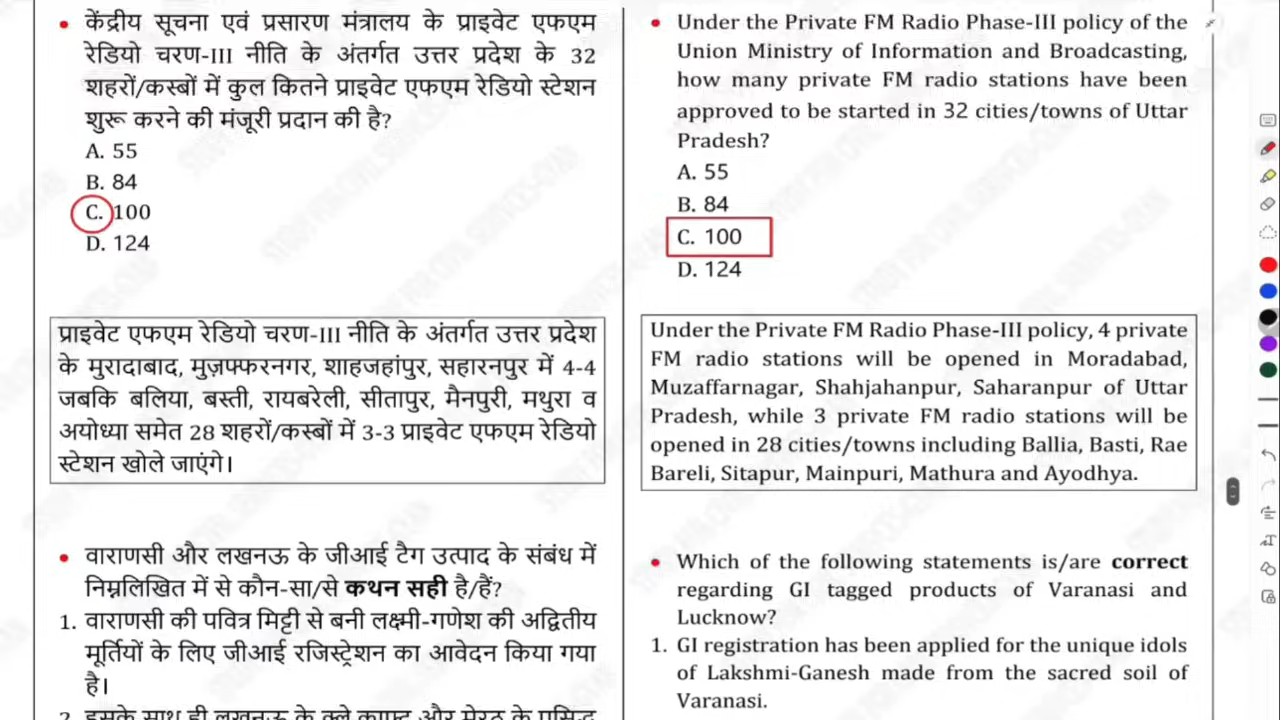 • केंद्रीय सूचना एवं प्रसारण मंत्रालय के प्राइवेट एफएम
रेडियो चरण-III नीति के अंतर्गत उत्तर प्रदेश के 32
शहरों/कस्बों में कुल कितने प्राइवेट एफएम रेडियो स्टेशन
शुरू करने की मंजूरी प्रदान की है?
A. 55
B. 84
C. 100
D. 124
प्राइवेट एफएम रेडियो चरण-III नीति के अंतर्गत उत्तर प्रदेश
के मुरादाबाद, मुज़फ्फरनगर, शाहजहांपुर, सहारनपुर में 4-4
जबकि बलिया, बस्ती, रायबरेली, सीतापुर, मैनपुरी, मथुरा व
अयोध्या समेत 28 शहरों/कस्बों में 3-3 प्राइवेट एफएम रेडियो
स्टेशन खोले जाएंगे।
• वाराणसी और लखनऊ के जीआई टैग उत्पाद के संबंध में
निम्नलिखित में से कौन-सा/से कथन सही है/हैं?
1. वाराणसी की पवित्र मिट्टी से बनी लक्ष्मी-गणेश की अद्वितीय
मूर्तियों के लिए जीआई रजिस्ट्रेशन का आवेदन किया गया
है।
2. इसके साथ ही लखनऊ के क्ले क्राफ्ट और मेरठ के प्रसिद्ध
• Under the Private FM Radio Phase-III policy of the
Union Ministry of Information and Broadcasting,
how many private FM radio stations have been
approved to be started in 32 cities/towns of Uttar
Pradesh?
A. 55
B. 84
C. 100
D. 124
Under the Private FM Radio Phase-III policy, 4 private
FM radio stations will be opened in Moradabad,
Muzaffarnagar, Shahjahanpur, Saharanpur of Uttar
Pradesh, while 3 private FM radio stations will be
opened in 28 cities/towns including Ballia, Basti, Rae
Bareli, Sitapur, Mainpuri, Mathura and Ayodhya.
• Which of the following statements is/are correct
regarding GI tagged products of Varanasi and
Lucknow?
1. GI registration has been applied for the unique idols
of Lakshmi-Ganesh made from the sacred soil of
Varanasi.